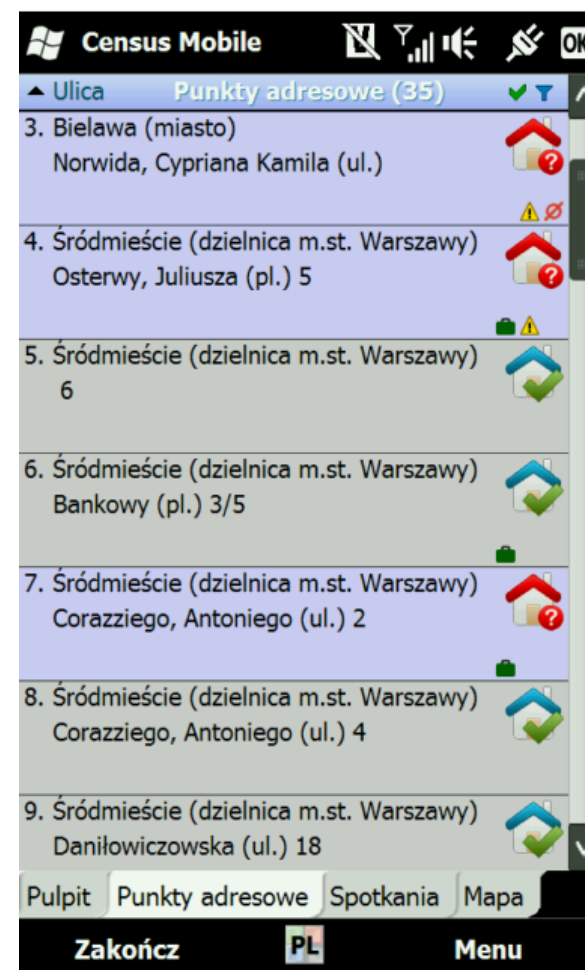 Census Mobile OK
Ulica Punkty adresowe (35)
3. Bielawa (miasto)
Norwida, Cypriana Kamila (ul.)
4. Śródmieście (dzielnica m.st. Warszawy)
Osterwy, Juliusza (pl.) 5
5. Śródmieście (dzielnica m.st. Warszawy)
6
6. Śródmieście (dzielnica m.st. Warszawy)
Bankowy (pl.) 3/5
7. Śródmieście (dzielnica m.st. Warszawy)
Corazziego, Antoniego (ul.) 2
8. Śródmieście (dzielnica m.st. Warszawy)
Corazziego, Antoniego (ul.) 4
9. Śródmieście (dzielnica m.st. Warszawy)
Daniłowiczowska (ul.) 18
Pulpit Punkty adresowe Spotkania Mapa
Zakończ PL Menu